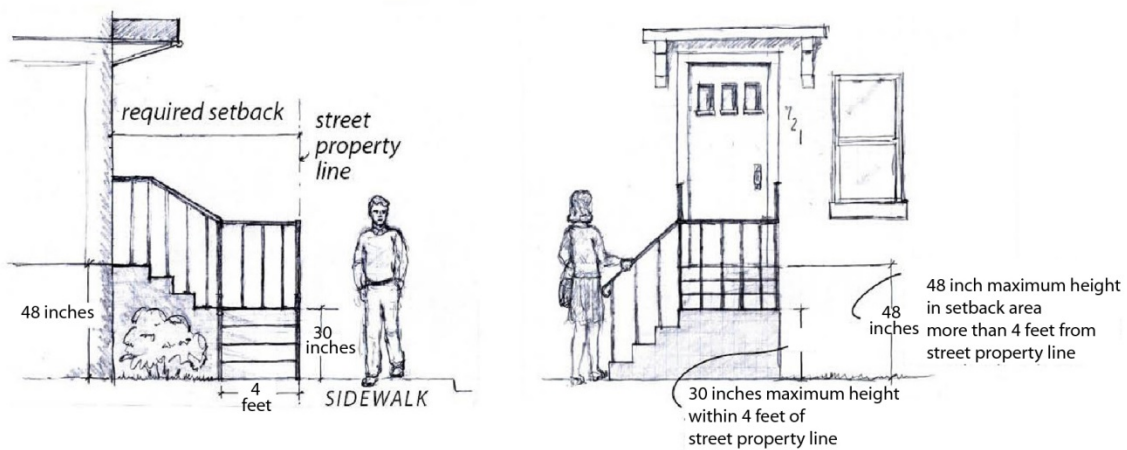 required setback
street
property
line
48 inches
30
inches
4
feet
SIDEWALK
48
inches
48 inch maximum height
in setback area
more than 4 feet from
street property line
30 inches maximum height
within 4 feet of
street property line